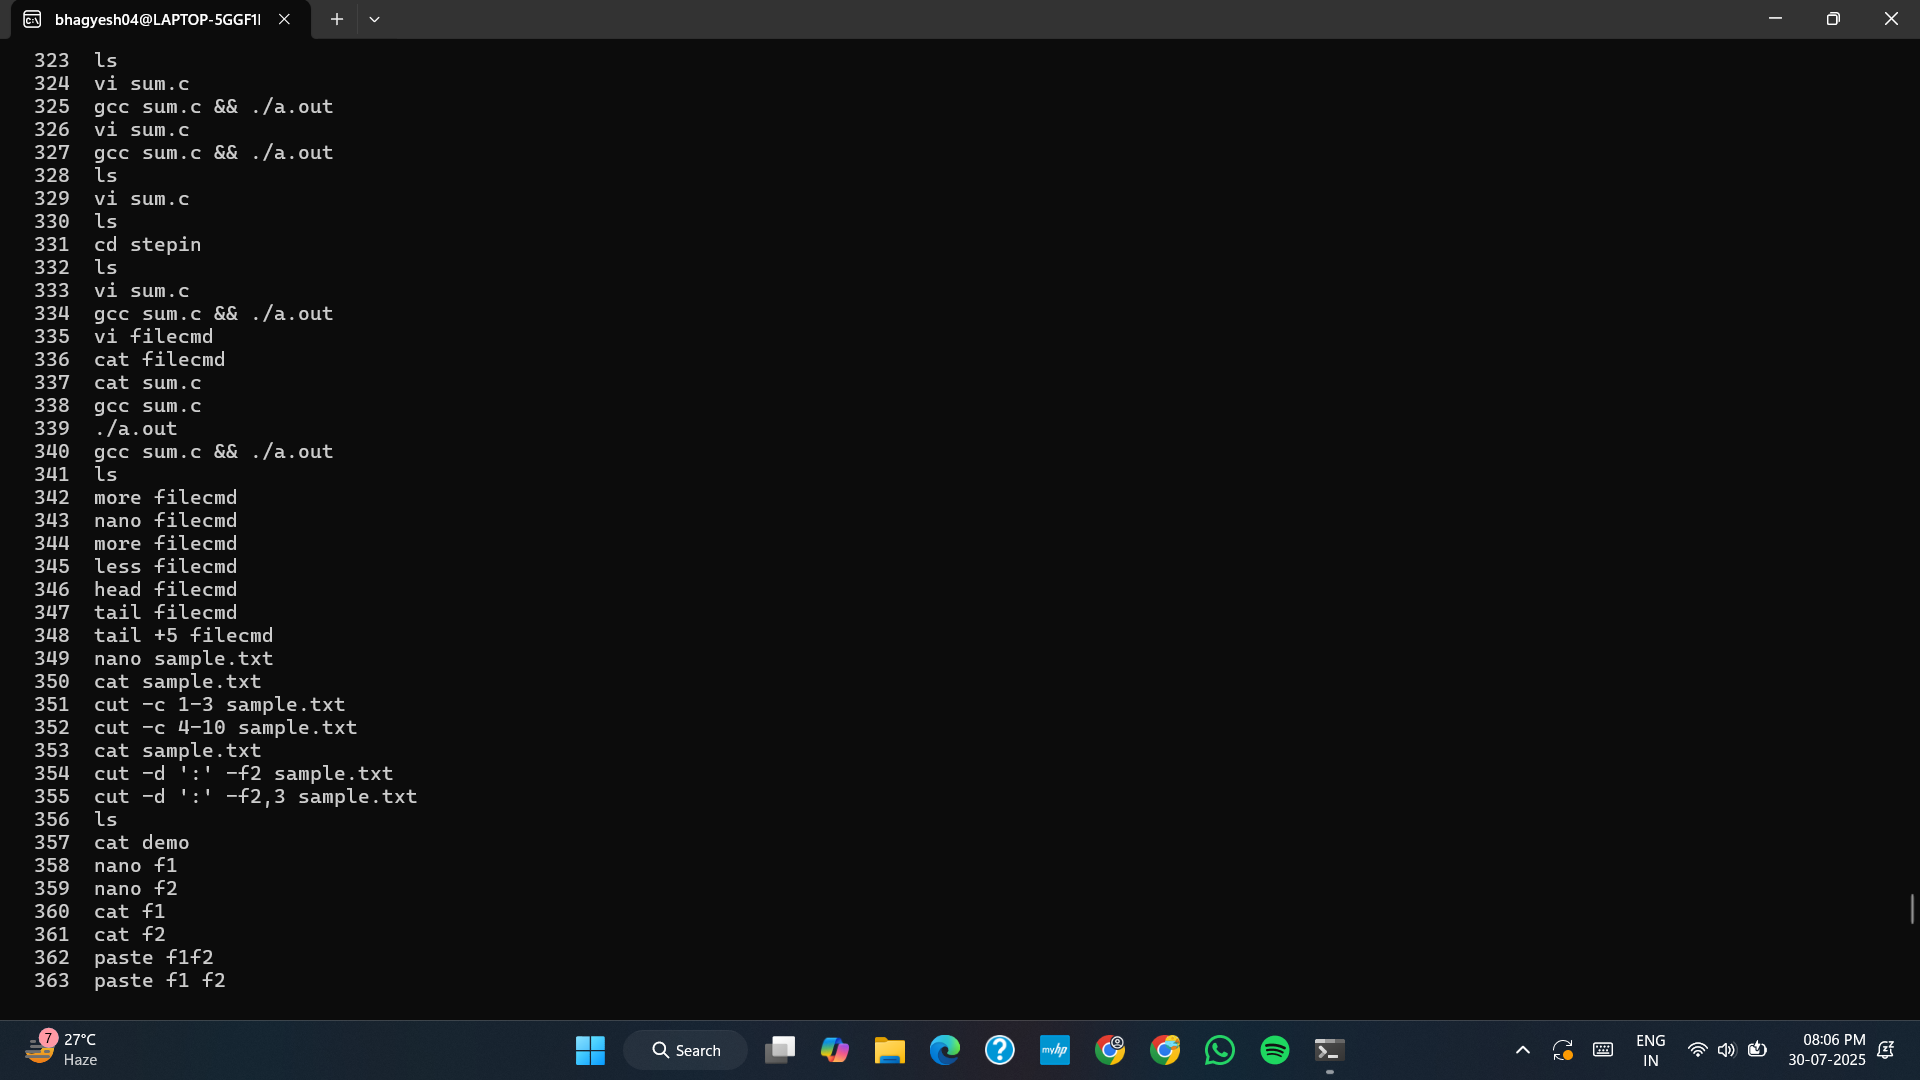 bhagyesh04@LAPTOP-5GGF1
323 ls
324 vi sum.c
325 gcc sum.c && ./a.out
326 vi sum.c
327 gcc sum.c && ./a.out
328 ls
329 vi sum.c
330 ls
331 cd stepin
332 ls
333 vi sum.c
334 gcc sum.c && ./a.out
335 vi filecmd
336 cat filecmd
337 cat sum.c
338 gcc sum.c
339 ./a.out
340 gcc sum.c && ./a.out
341 ls
342 more filecmd
343 nano filecmd
344 more filecmd
345 less filecmd
346 head filecmd
347 tail filecmd
348 tail +5 filecmd
349 nano sample.txt
350 cat sample.txt
351 cut -c 1-3 sample.txt
352 cut -c 4-10 sample.txt
353 cat sample.txt
354 cut -d ':' -f2 sample.txt
355 cut -d ':' -f2,3 sample.txt
356 ls
357 cat demo
358 nano f1
359 nano f2
360 cat f1
361 cat f2
362 paste f1f2
363 paste f1 f2
7
27°C
Haze
Search
myhp
ENG
IN
08:06 PM
30-07-2025